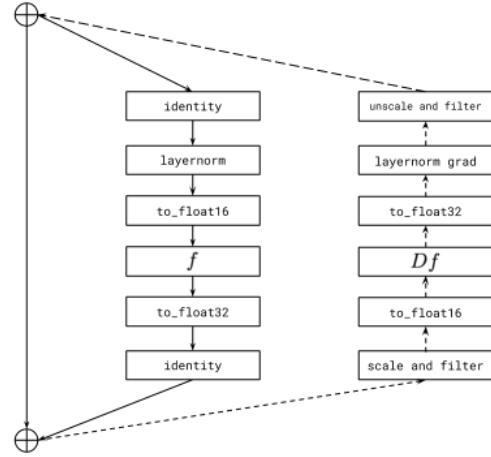 identity
layernorm
to_float16
f
to_float32
identity
unscale and filter
layernorm grad
to_float32
Df
to_float16
scale and filter